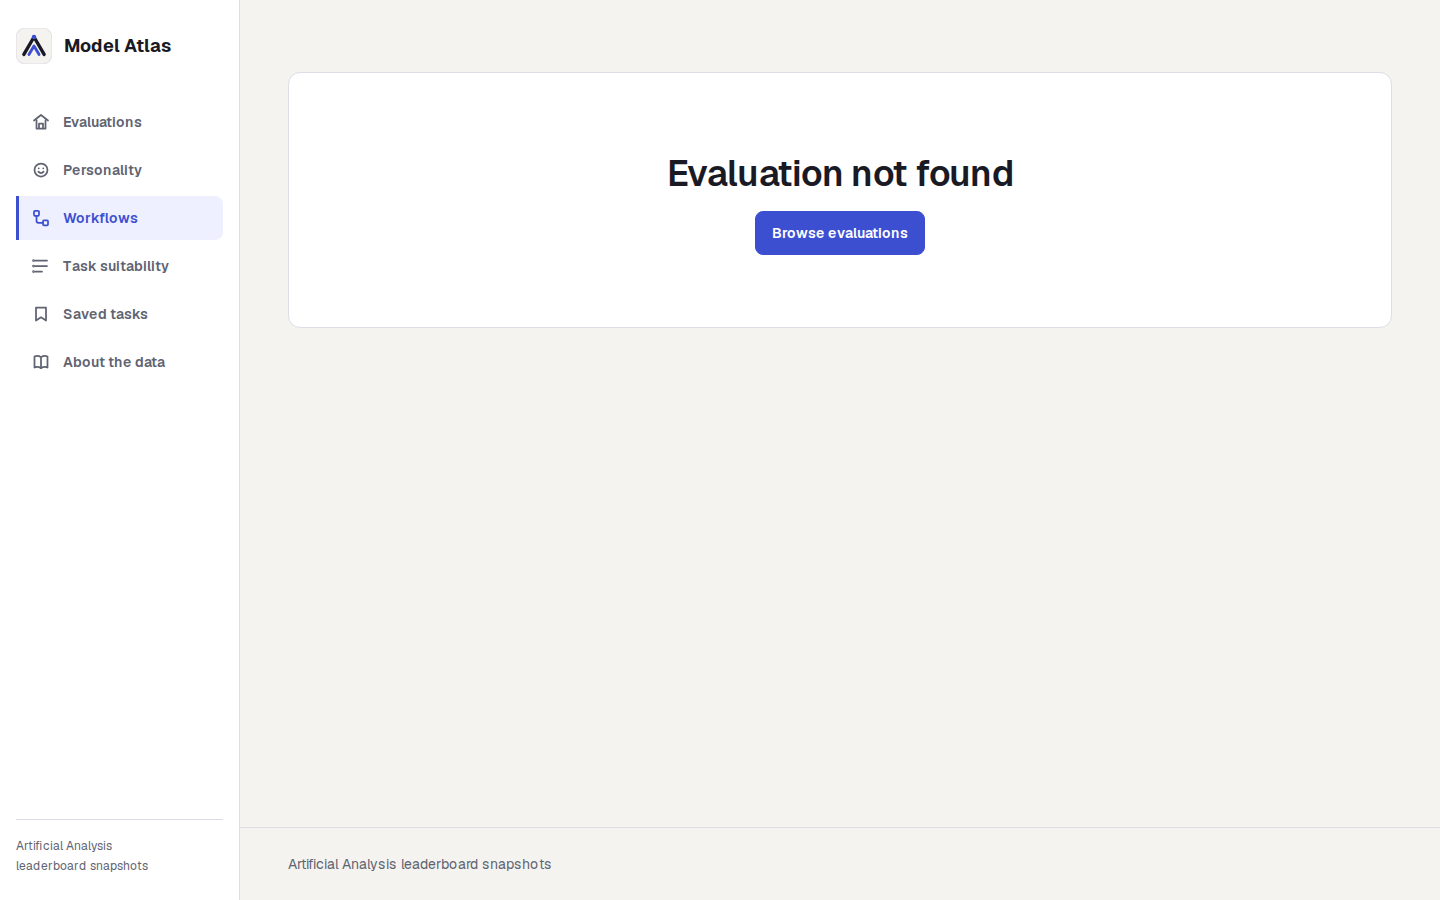 Model Atlas
Evaluations
Personality
Workflows
Task suitability
Saved tasks
About the data
Artificial Analysis
leaderboard snapshots
Evaluation not found
Browse evaluations
Artificial Analysis leaderboard snapshots